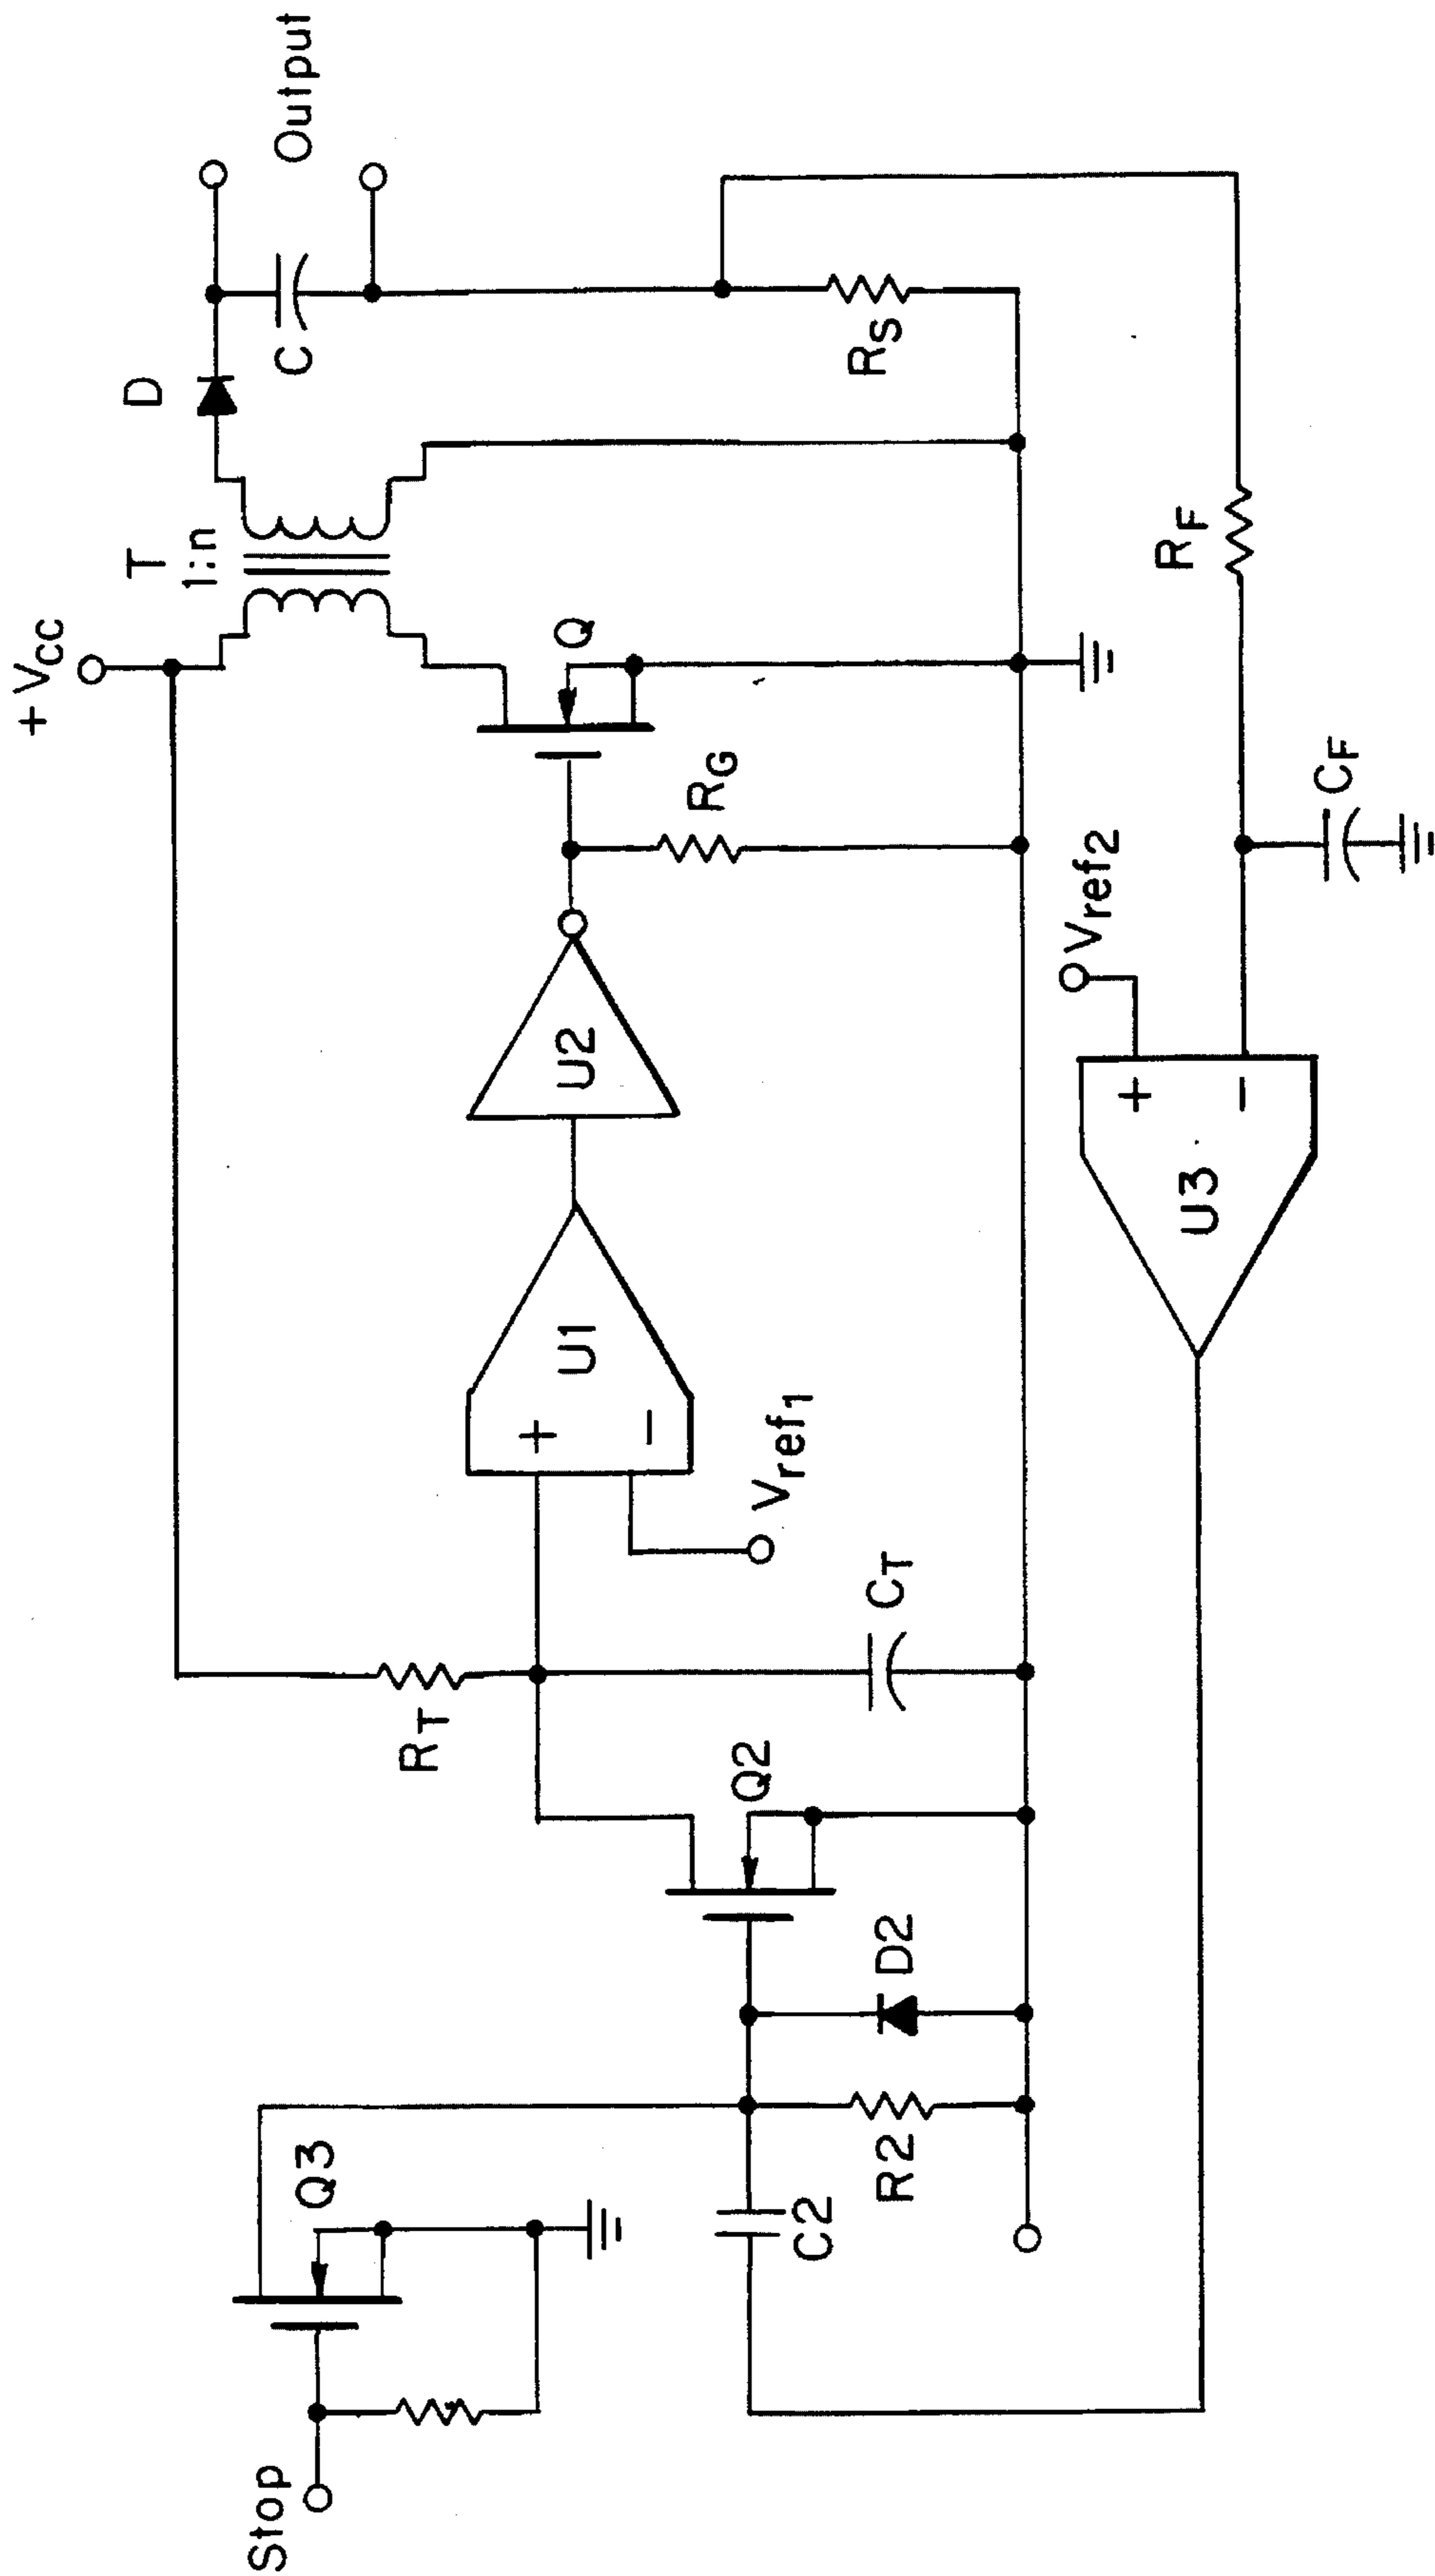 Stop
Q3
C2
R2
D2
Q2
RT
CT
+
−
U1
Vref1
U2
+VCC
T
1:n
D
C
Output
Q
RG
RS
RF
CF
Vref2
+
−
U3